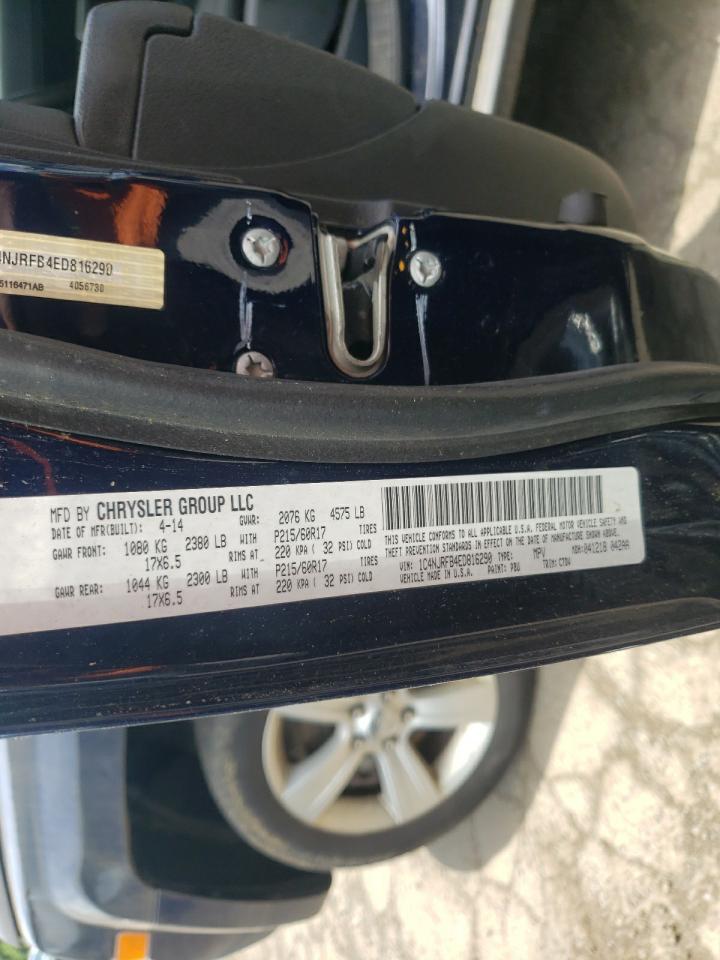 NJRFB4ED816290
5116471AB 4056730
MFD BY CHRYSLER GROUP LLC
DATE OF MFR(BUILT): 4-14 GVWR: 2076 KG 4575 LB
GAWR FRONT: 1080 KG 2380 LB WITH P215/60R17 TIRES
17X6.5 RIMS AT 220 KPA ( 32 PSI) COLD
GAWR REAR: 1044 KG 2300 LB WITH P215/60R17 TIRES
17X6.5 RIMS AT 220 KPA ( 32 PSI) COLD
THIS VEHICLE CONFORMS TO ALL APPLICABLE U.S.A. FEDERAL MOTOR VEHICLE SAFETY AND
THEFT PREVENTION STANDARDS IN EFFECT ON THE DATE OF MANUFACTURE SHOWN ABOVE.
VIN: 1C4NJRFB4ED816290 TYPE: MPV MDH: 041218 042AA
VEHICLE MADE IN U.S.A. PAINT: PBU TRIM: CTDV